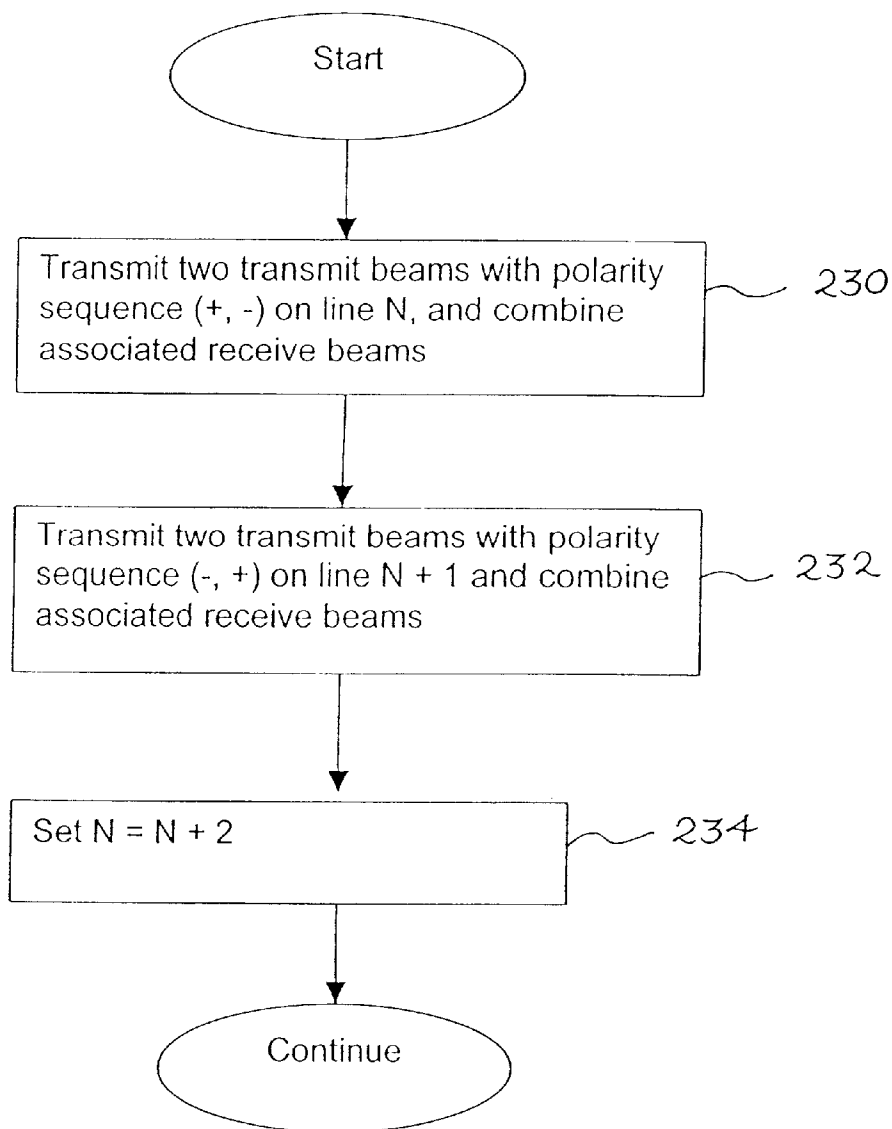 Start
Transmit two transmit beams with polarity
sequence (+, -) on line N, and combine
associated receive beams
230
Transmit two transmit beams with polarity
sequence (-, +) on line N + 1 and combine
associated receive beams
232
Set N = N + 2
234
Continue